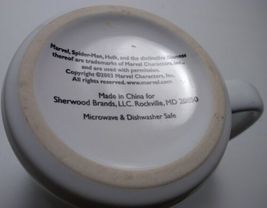 Marvel, Spider-Man, Hulk, and the distinctive likenesses
thereof are trademarks of Marvel Characters, Inc.,
and are used with permission.
Copyright ©2003 Marvel Characters, Inc.
All rights reserved. www.marvel.com
Made in China for
Sherwood Brands, LLC. Rockville, MD 20850
Microwave & Dishwasher Safe